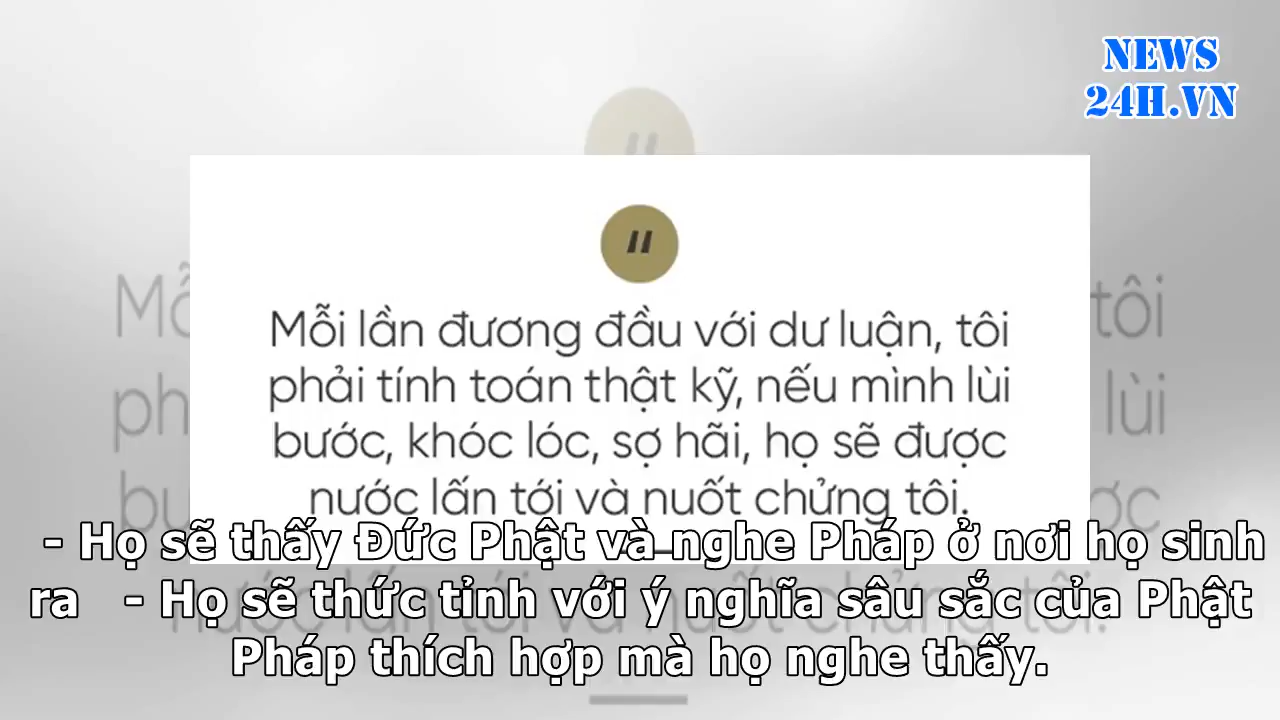 NEWS
24H.VN
"
Mỗi lần đương đầu với dư luận, tôi
phải tính toán thật kỹ, nếu mình lùi
bước, khóc lóc, sợ hãi, họ sẽ được
nước lấn tới và nuốt chửng tôi.
- Họ sẽ thấy Đức Phật và nghe Pháp ở nơi họ sinh
ra - Họ sẽ thức tỉnh với ý nghĩa sâu sắc của Phật
Pháp thích hợp mà họ nghe thấy.